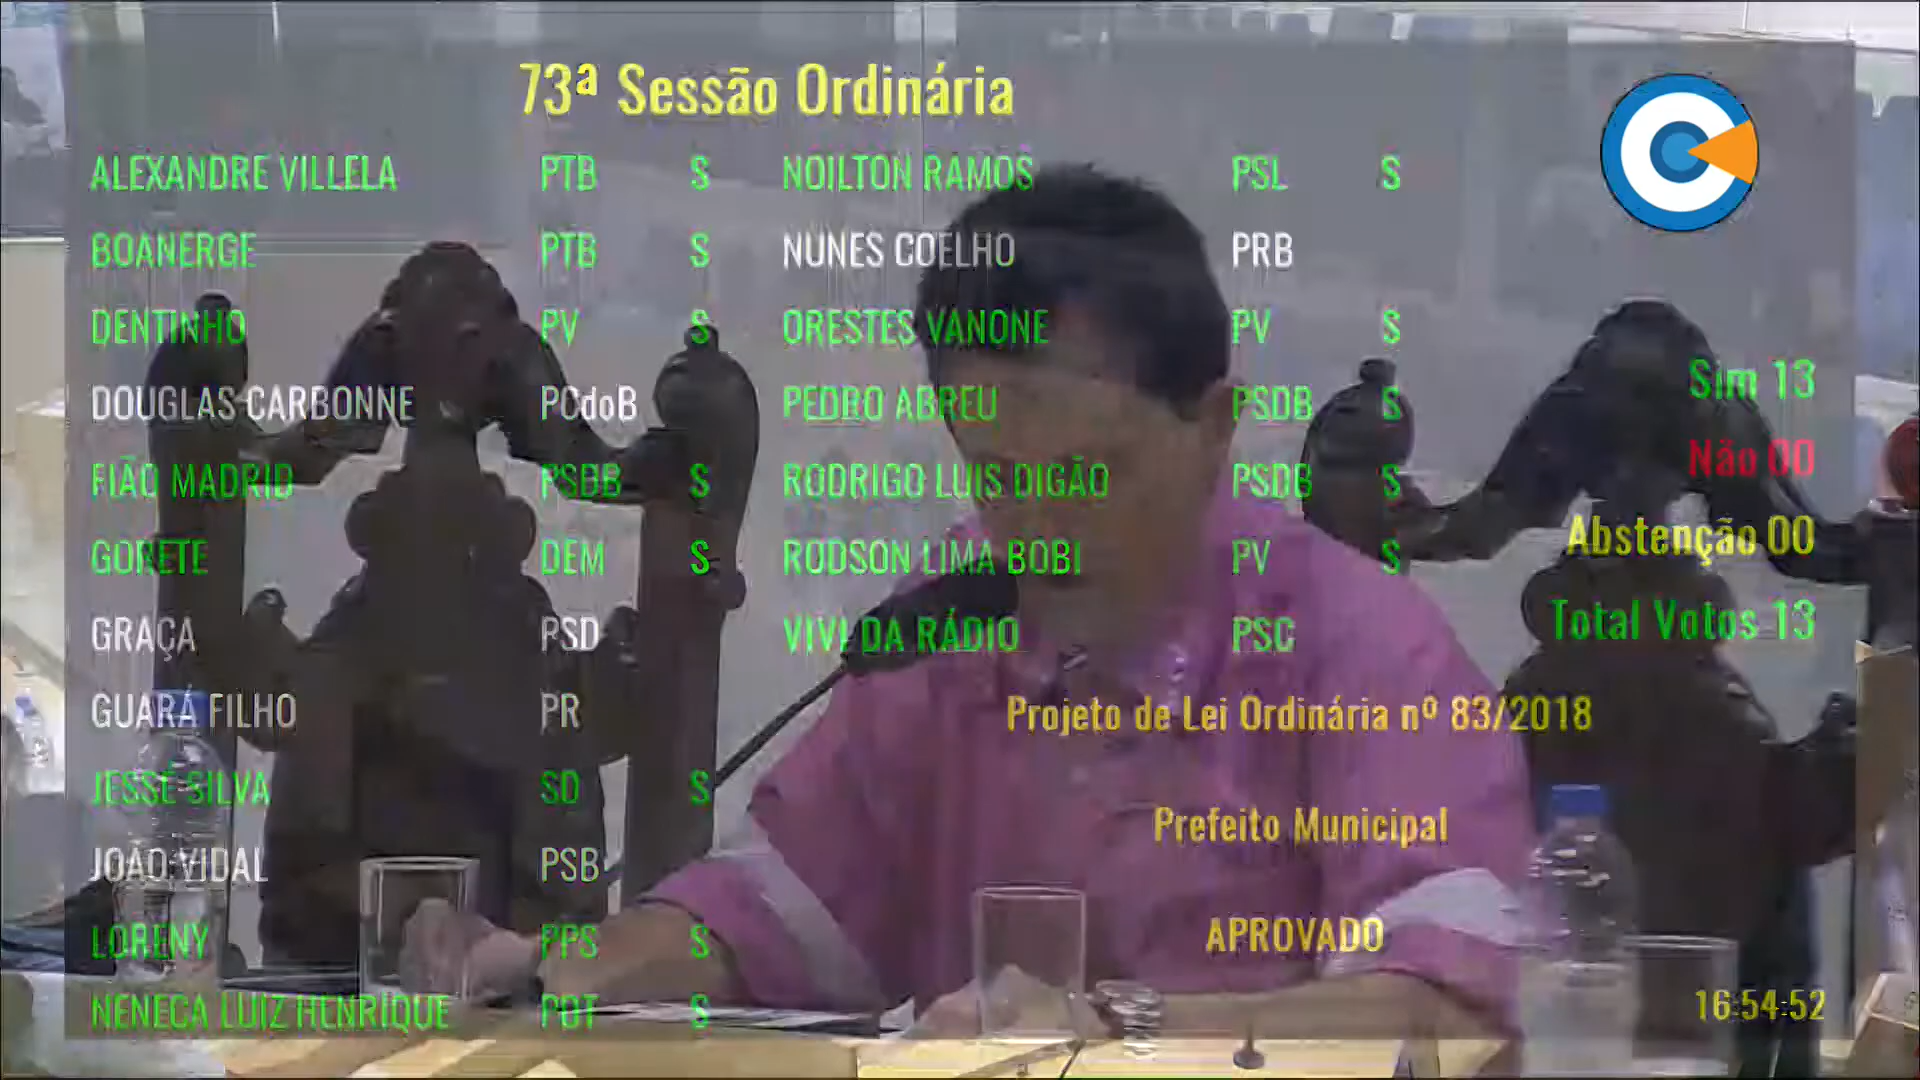 73ª Sessão Ordinária
ALEXANDRE VILLELA PTB S NOILTON RAMOS PSL S
BOANERGE PTB S NUNES COELHO PRB
DENTINHO PV S ORESTES VANONE PV S
DOUGLAS CARBONNE PCdoB PEDRO ABREU PSDB S
Sim 13
FIÃO MADRID PSBB S RODRIGO LUIS DIGÃO PSDB S
Não 00
GORETE DEM S RODSON LIMA BOBI PV S
Abstenção 00
GRAÇA PSD VIVI DA RÁDIO PSC
Total Votos 13
GUARÁ FILHO PR
Projeto de Lei Ordinária nº 83/2018
JESSÉ SILVA SD S
Prefeito Municipal
JOÃO VIDAL PSB
LORENY PPS S
APROVADO
NENECA LUIZ HENRIQUE PDT S
16:54:52